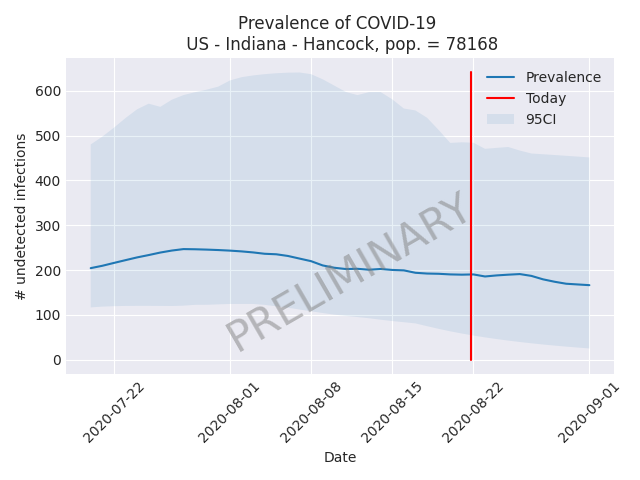 Prevalence of COVID-19
US - Indiana - Hancock, pop. = 78168
Prevalence
Today
95CI
600
500
400
300
200
100
0
# undetected infections
PRELIMINARY
2020-07-22
2020-08-01
2020-08-08
2020-08-15
2020-08-22
2020-09-01
Date